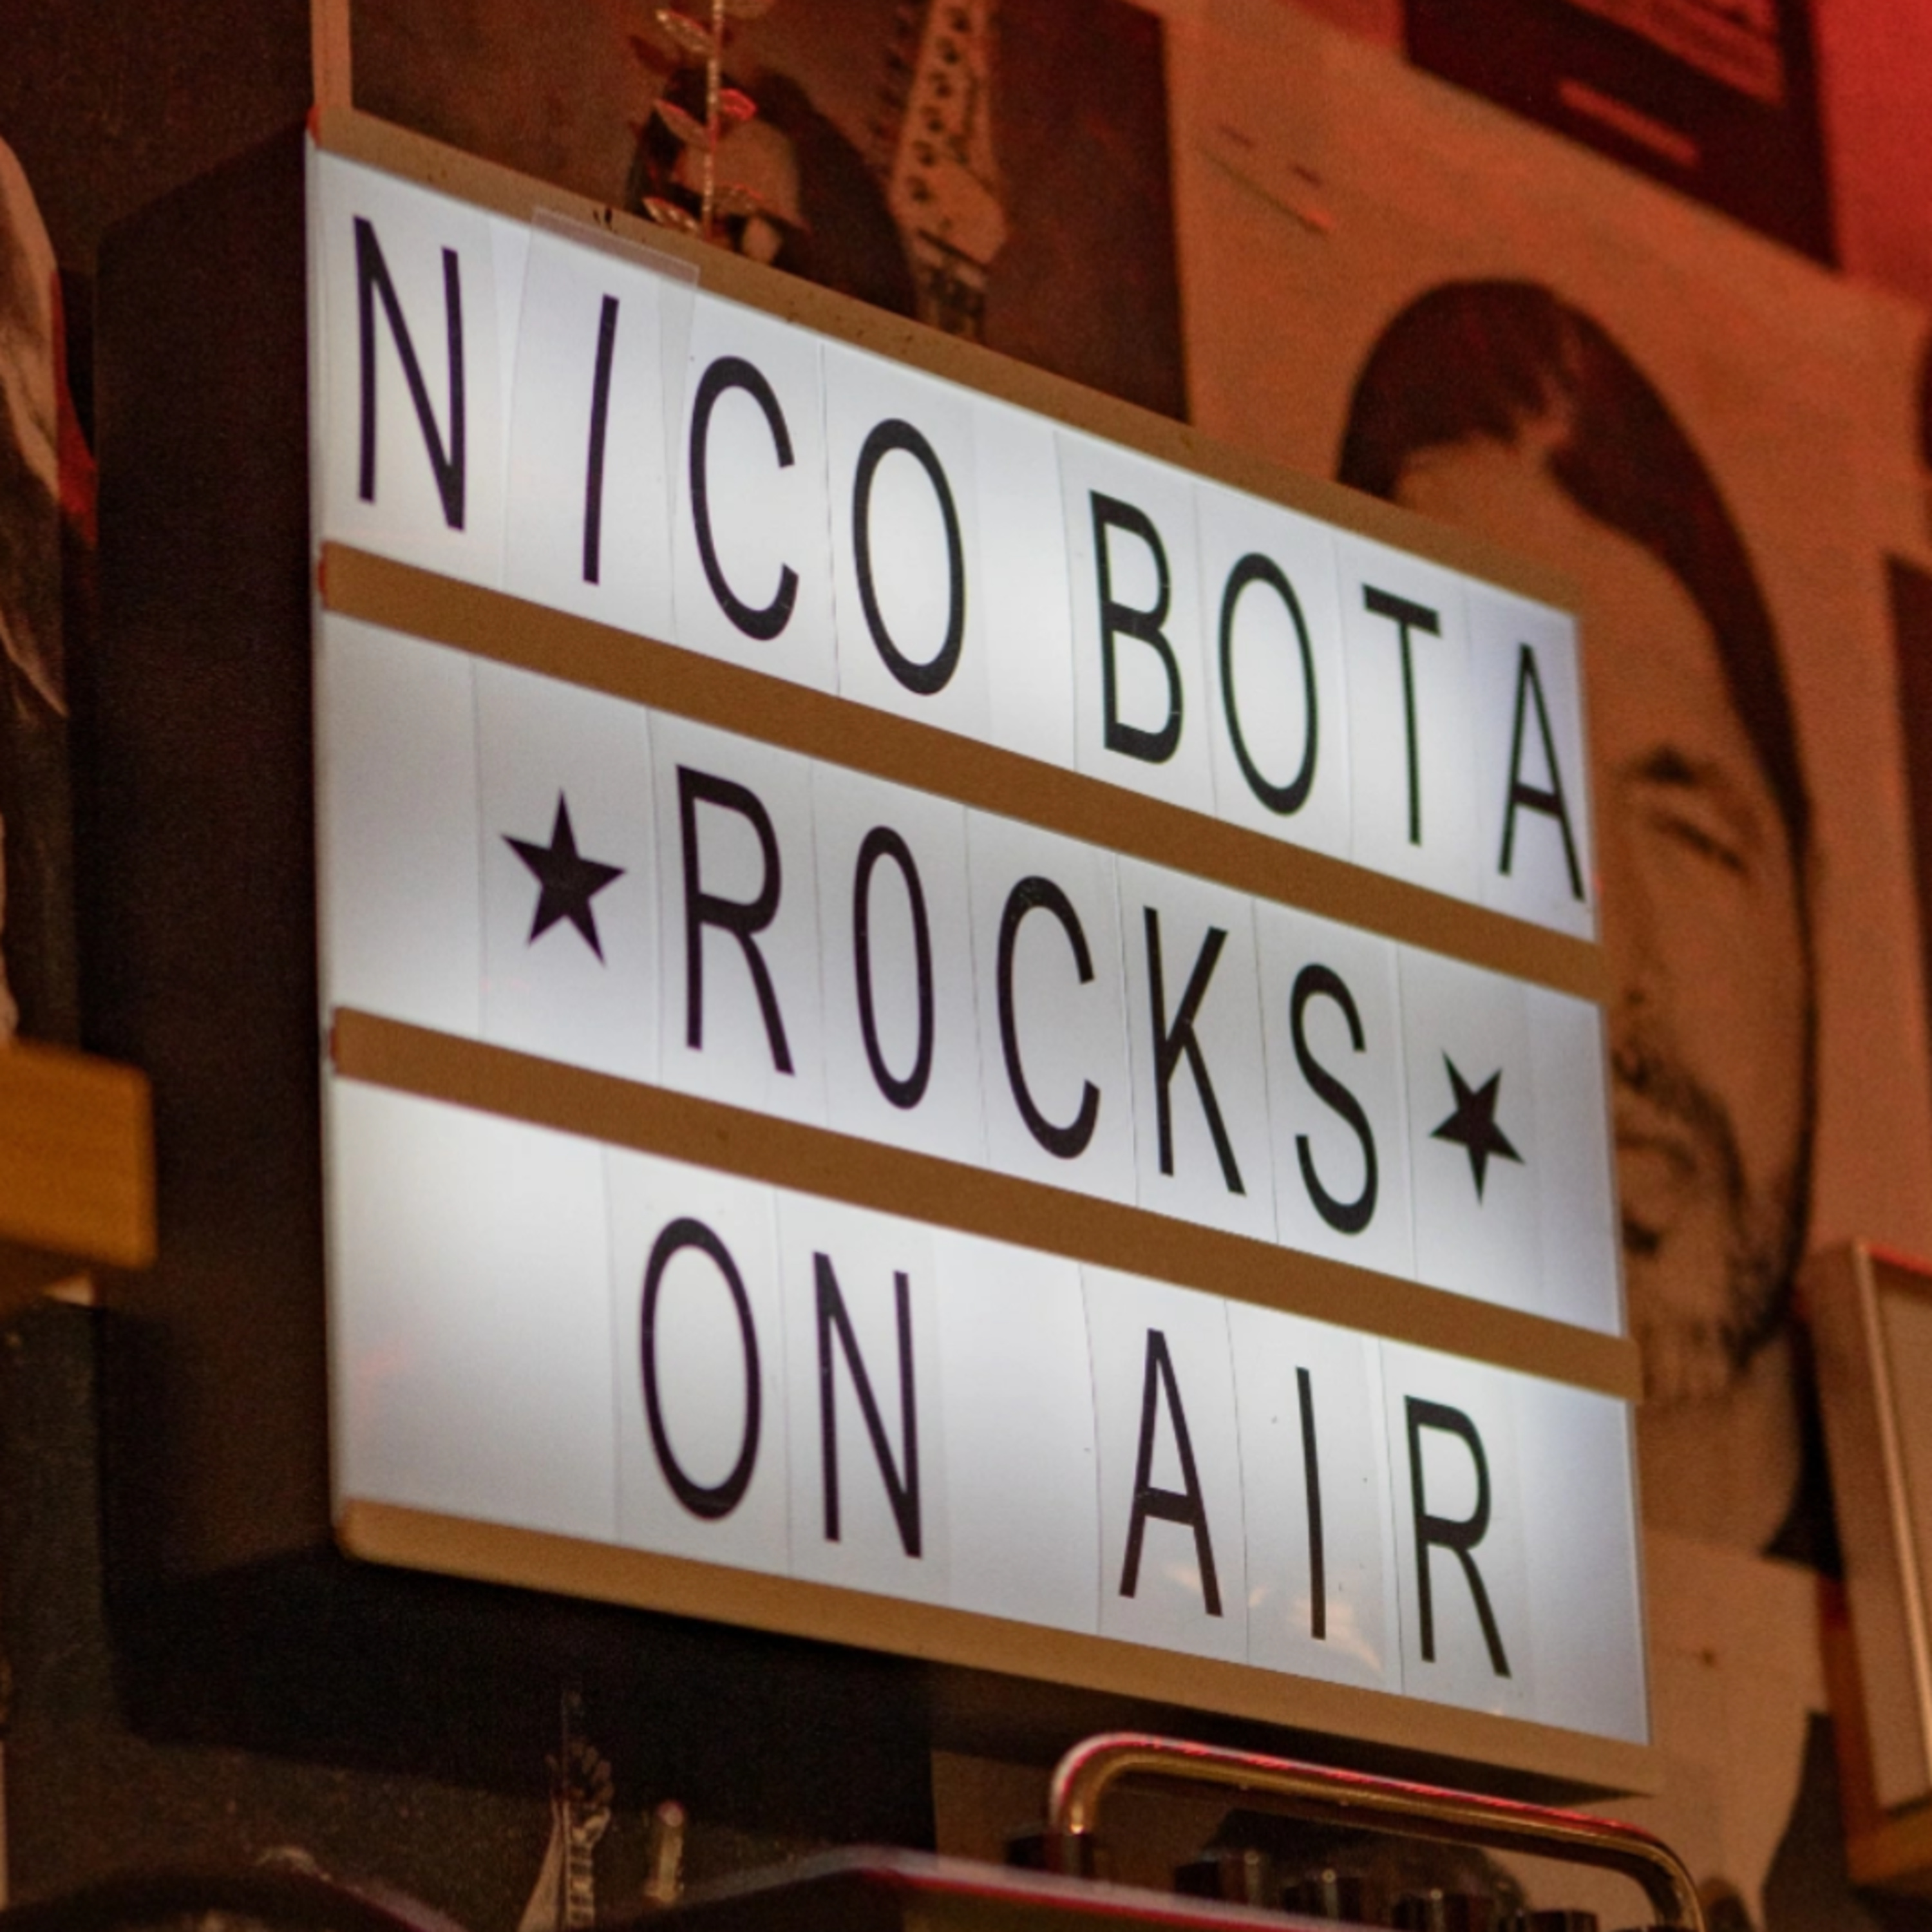 NICO BOTA
★ROCKS★
ON AIR